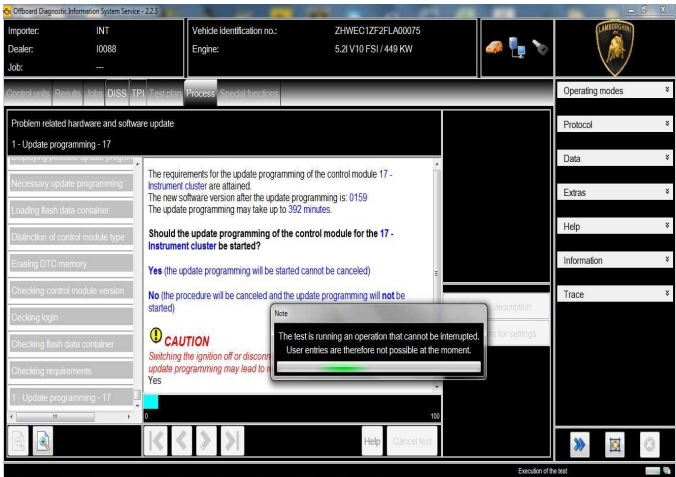 Offboard Diagnostic Information System Service - 2.2.3
Importer: INT
Dealer: I0088
Job: ---
Vehicle identification no.: ZHWEC1ZF2FLA00075
Engine: 5.2l V10 FSI / 449 KW
LAMBORGHINI
Control units Results Jobs DISS TPI Test plan Process Special functions
Operating modes
Protocol
Data
Extras
Help
Information
Trace
Problem related hardware and software update
1 - Update programming - 17
Necessary update programming
Loading flash data container
Distinction of control module type
Erasing DTC memory
Checking control module version
Cecking login
Checking flash data container
Checking requirements
1 - Update programming - 17
The requirements for the update programming of the control module 17 -
Instrument cluster are attained.
The new software version after the update programming is: 0159
The update programming may take up to 392 minutes.
Should the update programming of the control module for the 17 -
Instrument cluster be started?
Yes (the update programming will be started cannot be canceled)
No (the procedure will be canceled and the update programming will not be
started)
CAUTION
Switching the ignition off or disconn
update programming may lead to
Yes
description
for settings
Note
The test is running an operation that cannot be interrupted.
User entries are therefore not possible at the moment.
0 100
Help Cancel test
Execution of the test